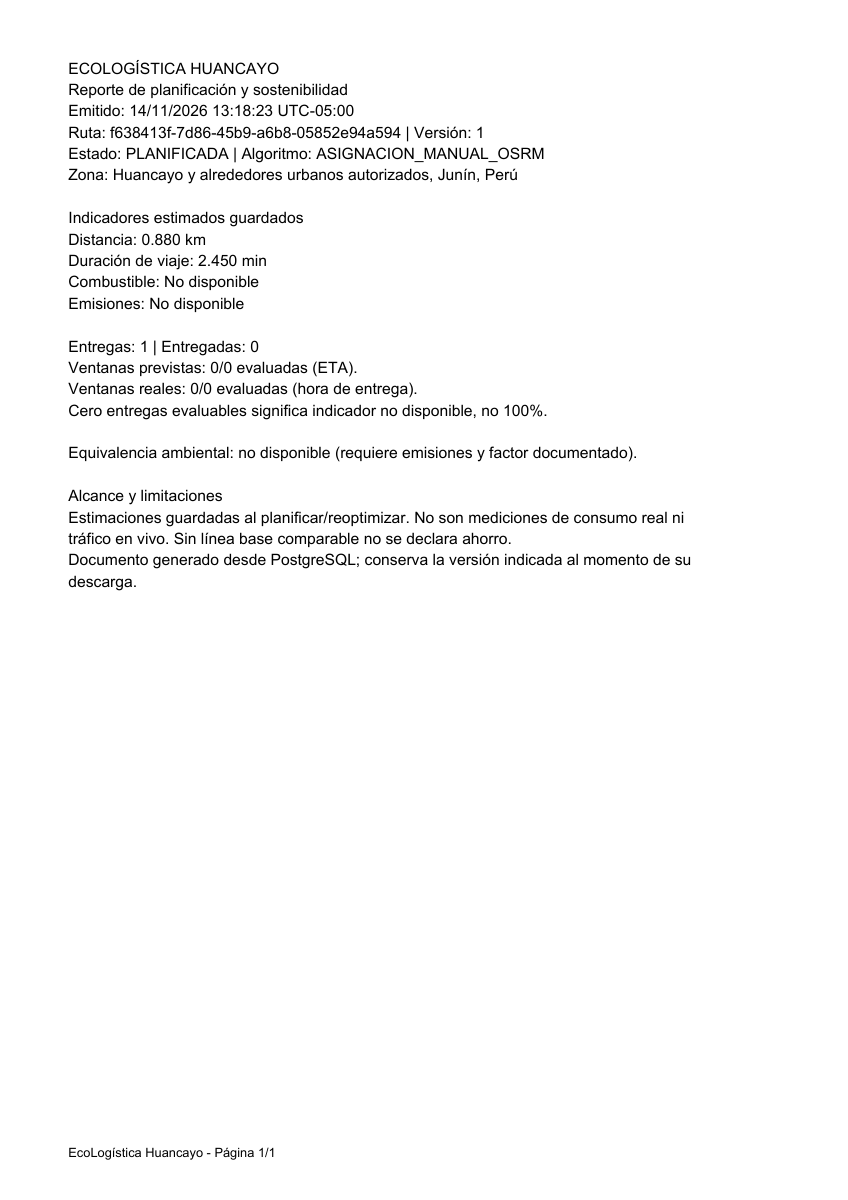 ECOLOGÍSTICA HUANCAYO
Reporte de planificación y sostenibilidad
Emitido: 14/11/2026 13:18:23 UTC-05:00
Ruta: f638413f-7d86-45b9-a6b8-05852e94a594 | Versión: 1
Estado: PLANIFICADA | Algoritmo: ASIGNACION_MANUAL_OSRM
Zona: Huancayo y alrededores urbanos autorizados, Junín, Perú
Indicadores estimados guardados
Distancia: 0.880 km
Duración de viaje: 2.450 min
Combustible: No disponible
Emisiones: No disponible
Entregas: 1 | Entregadas: 0
Ventanas previstas: 0/0 evaluadas (ETA).
Ventanas reales: 0/0 evaluadas (hora de entrega).
Cero entregas evaluables significa indicador no disponible, no 100%.
Equivalencia ambiental: no disponible (requiere emisiones y factor documentado).
Alcance y limitaciones
Estimaciones guardadas al planificar/reoptimizar. No son mediciones de consumo real ni
tráfico en vivo. Sin línea base comparable no se declara ahorro.
Documento generado desde PostgreSQL; conserva la versión indicada al momento de su
descarga.
EcoLogística Huancayo - Página 1/1